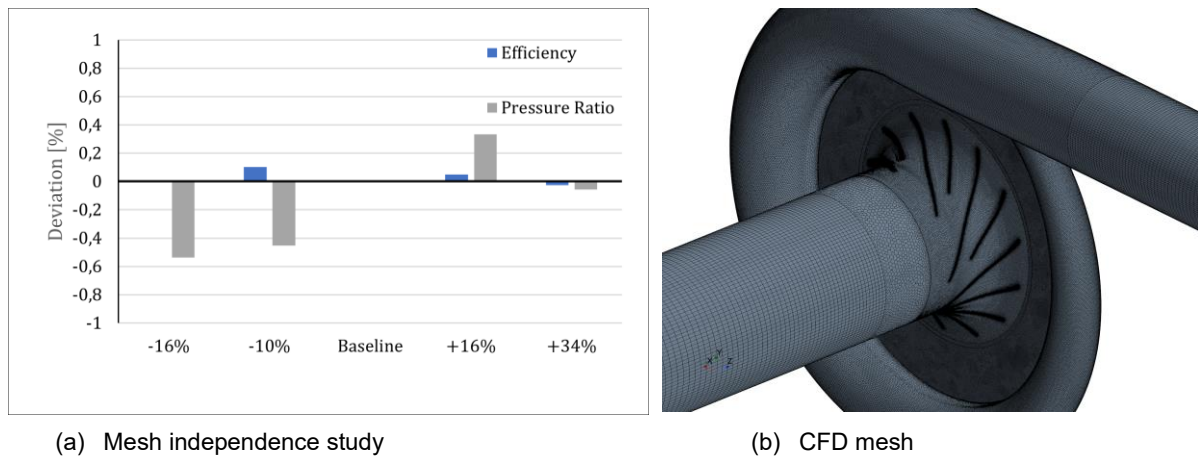 1
0,8
0,6
0,4
0,2
0
-0,2
-0,4
-0,6
-0,8
-1
Deviation [%]
Efficiency
Pressure Ratio
-16%
-10%
Baseline
+16%
+34%
X
Y
Z
(a) Mesh independence study
(b) CFD mesh